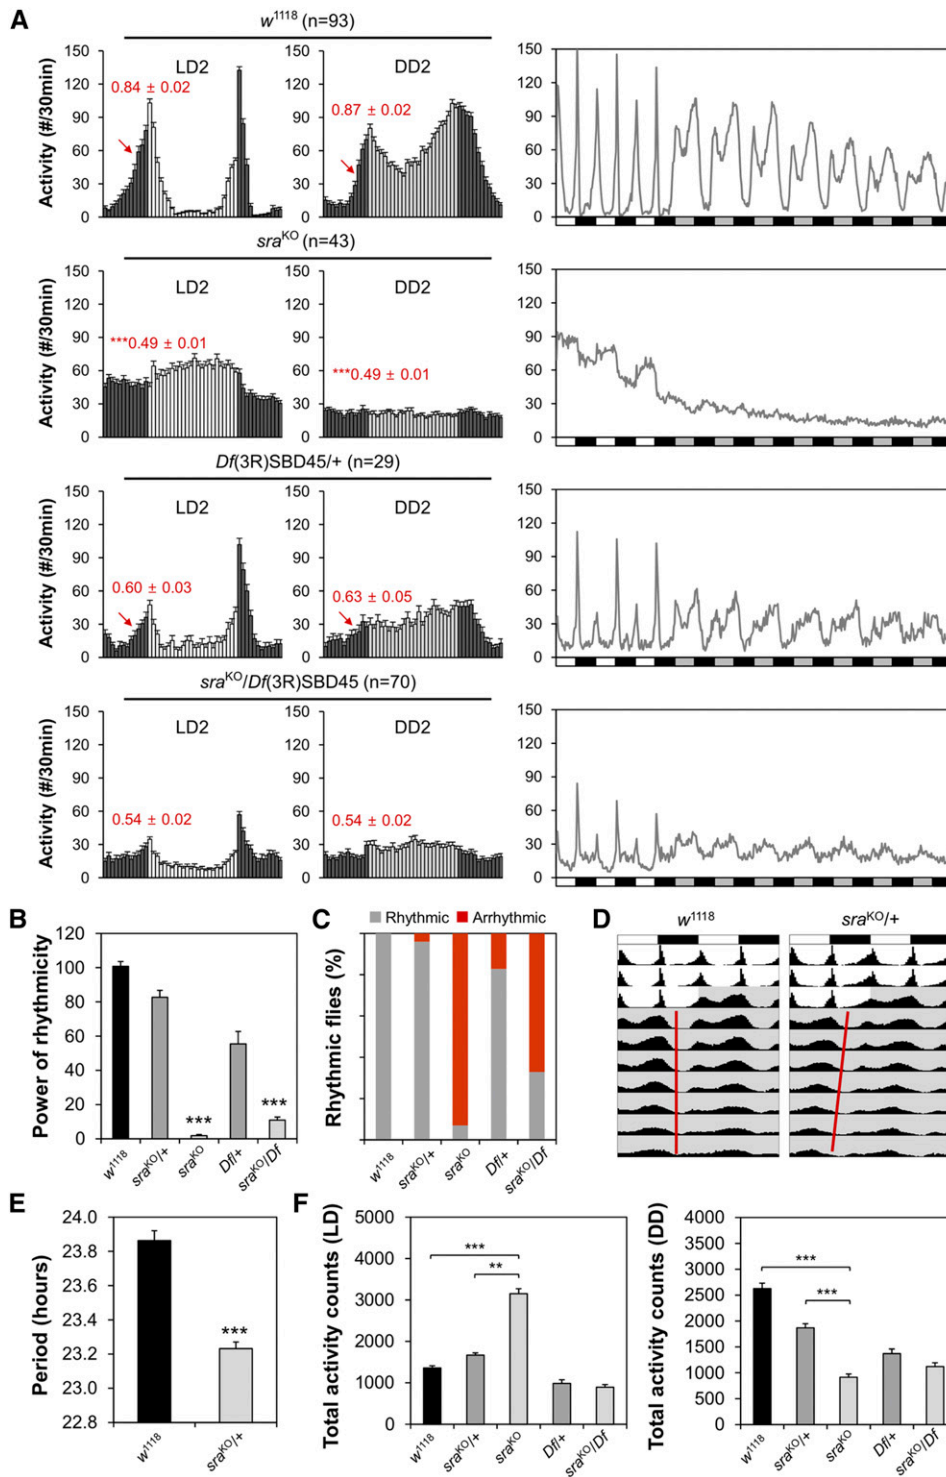 A
w1118 (n=93)
LD2
DD2
Activity (#/30min)
150
120
90
60
30
0
0.84 ± 0.02
0.87 ± 0.02
150
120
90
60
30
0
150
120
90
60
30
0
sraKO (n=43)
LD2
DD2
Activity (#/30min)
150
120
90
60
30
0
***0.49 ± 0.01
***0.49 ± 0.01
150
120
90
60
30
0
150
120
90
60
30
0
Df(3R)SBD45/+ (n=29)
LD2
DD2
Activity (#/30min)
150
120
90
60
30
0
0.60 ± 0.03
0.63 ± 0.05
150
120
90
60
30
0
150
120
90
60
30
0
sraKO/Df(3R)SBD45 (n=70)
LD2
DD2
Activity (#/30min)
150
120
90
60
30
0
0.54 ± 0.02
0.54 ± 0.02
150
120
90
60
30
0
150
120
90
60
30
0
B
Power of rhythmicity
120
100
80
60
40
20
0
***
***
w1118
sraKO/+
sraKO
Df/+
sraKO/Df
C
Rhythmic
Arrhythmic
Rhythmic flies (%)
w1118
sraKO/+
sraKO
Df/+
sraKO/Df
D
w1118
sraKO/+
E
Period (hours)
24.0
23.8
23.6
23.4
23.2
23.0
22.8
***
w1118
sraKO/+
F
Total activity counts (LD)
5000
4000
3000
2000
1000
0
***
**
w1118
sraKO/+
sraKO
Df/+
sraKO/Df
Total activity counts (DD)
4000
3500
3000
2500
2000
1500
1000
500
0
***
***
w1118
sraKO/+
sraKO
Df/+
sraKO/Df